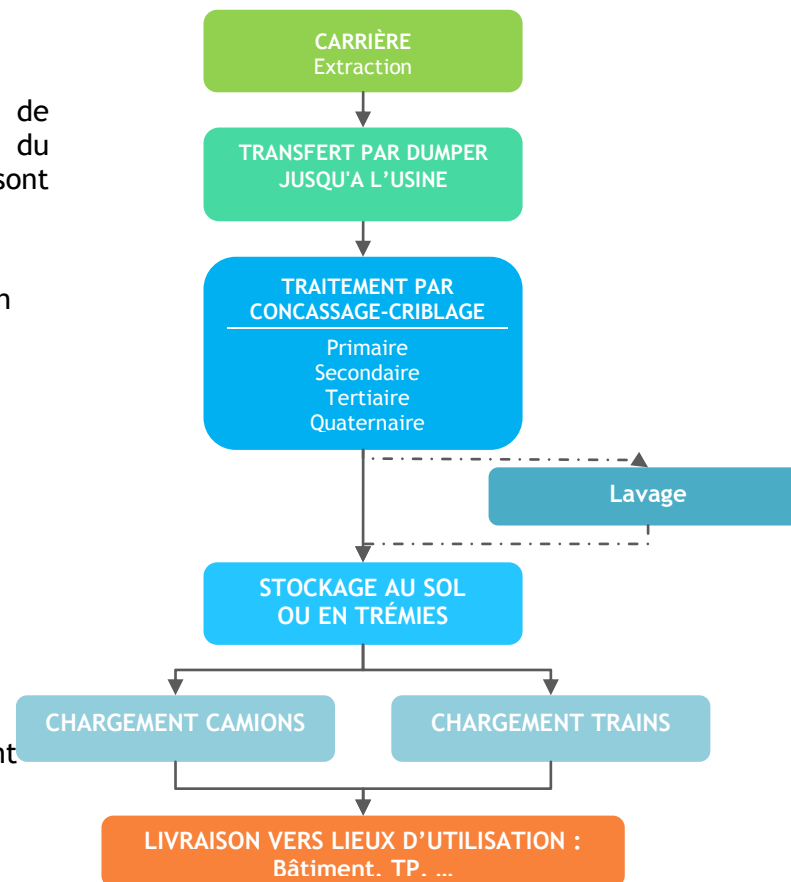 de
du
sont
n
nt
CARRIÈRE
Extraction
TRANSFERT PAR DUMPER
JUSQU'A L’USINE
TRAITEMENT PAR
CONCASSAGE-CRIBLAGE
Primaire
Secondaire
Tertiaire
Quaternaire
Lavage
STOCKAGE AU SOL
OU EN TRÉMIES
CHARGEMENT CAMIONS
CHARGEMENT TRAINS
LIVRAISON VERS LIEUX D’UTILISATION :
Bâtiment, TP, …